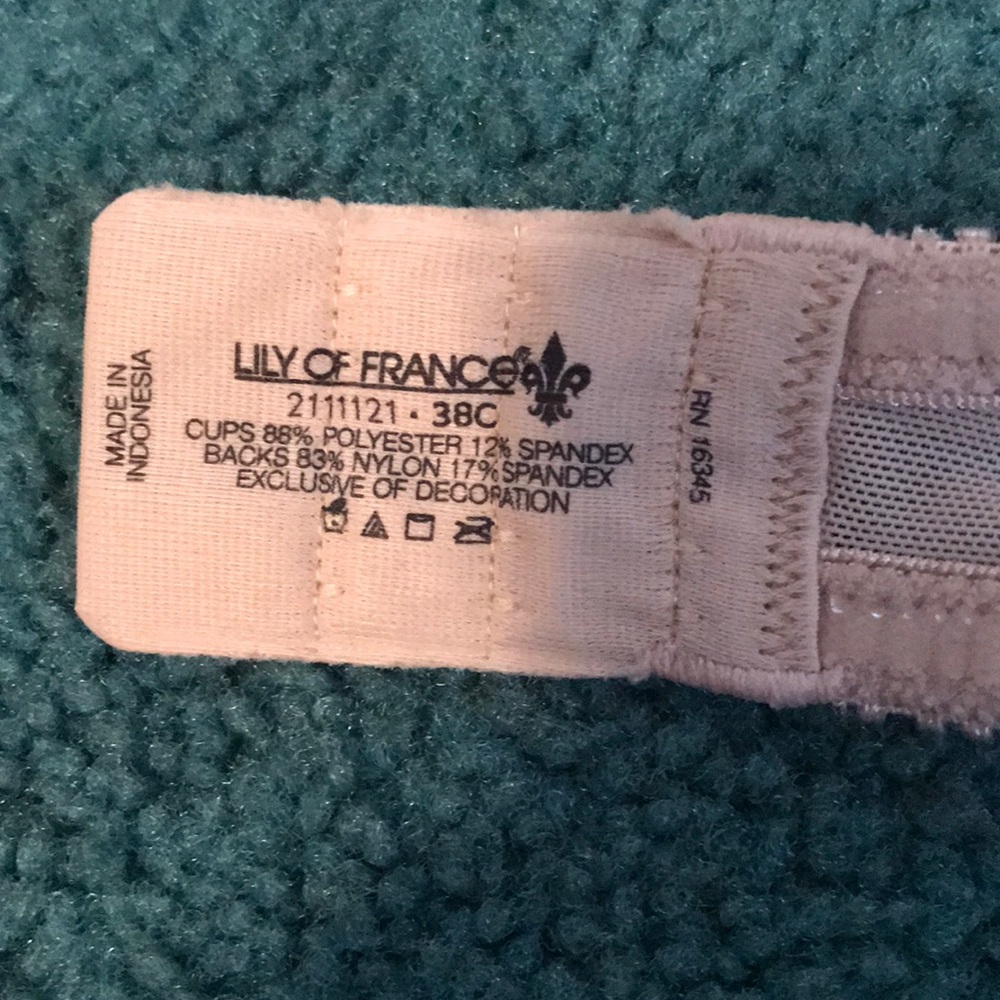 MADE IN
INDONESIA
LILY OF FRANCe
2111121 • 38C
CUPS 88% POLYESTER 12% SPANDEX
BACKS 83% NYLON 17% SPANDEX
EXCLUSIVE OF DECORATION
RN 16345